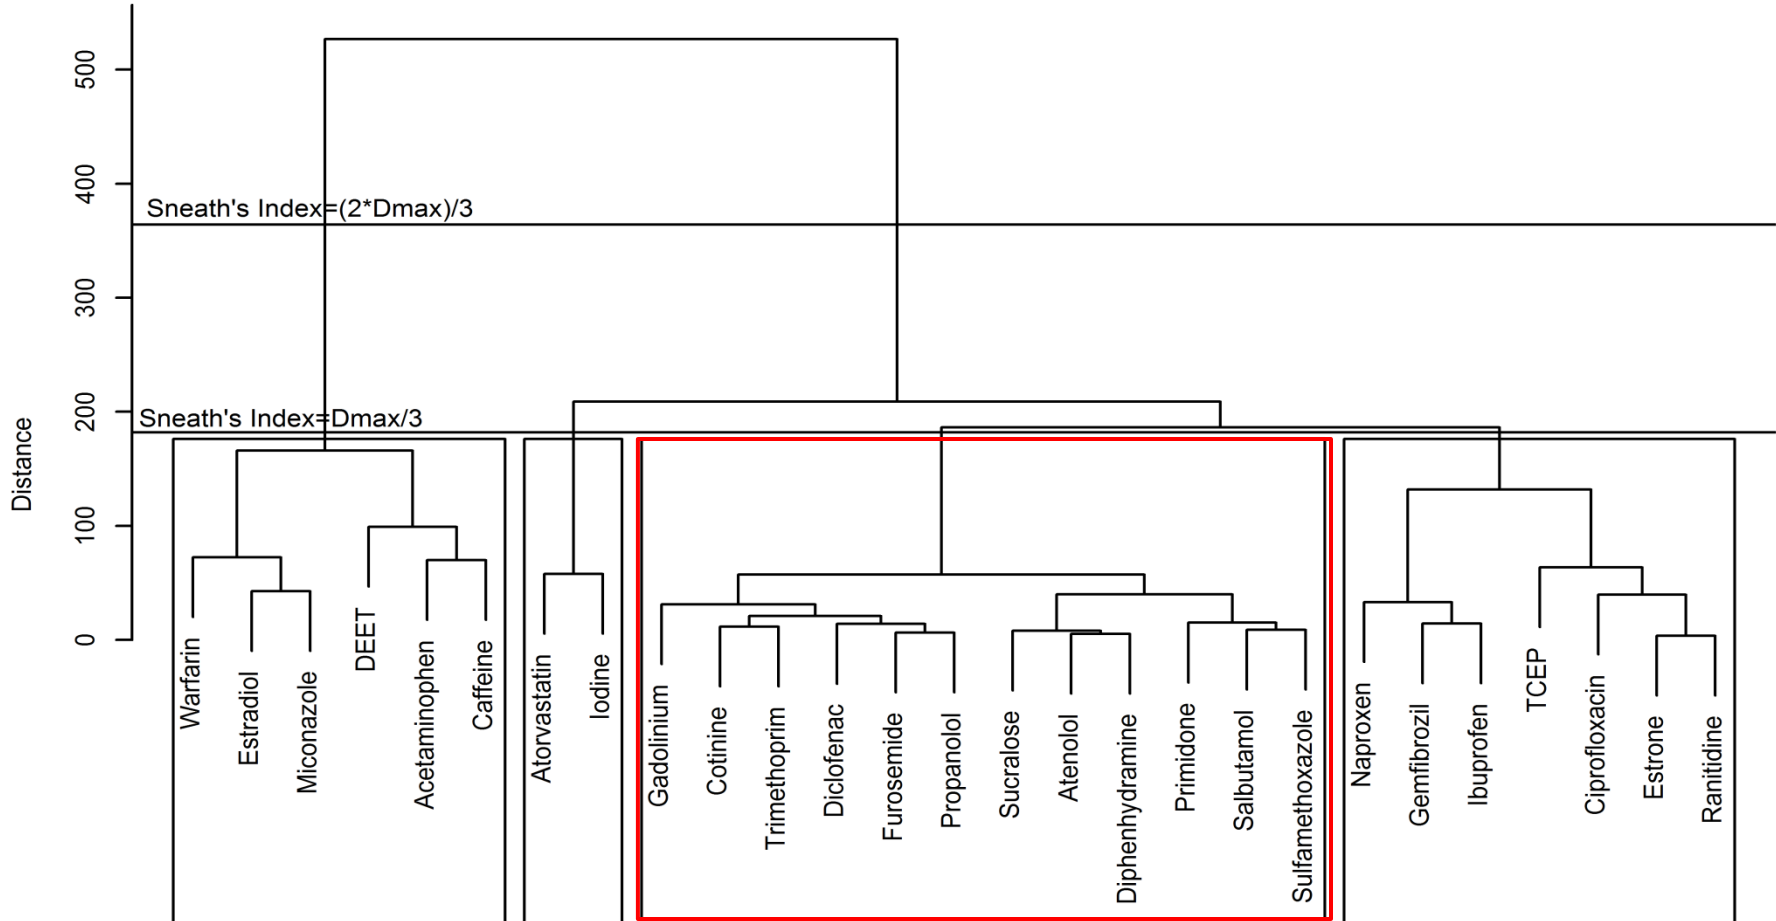 500
400
300
200
100
0
Distance
Sneath's Index=(2*Dmax)/3
Sneath's Index=Dmax/3
Warfarin
Estradiol
Miconazole
DEET
Acetaminophen
Caffeine
Atorvastatin
Iodine
Gadolinium
Cotinine
Trimethoprim
Diclofenac
Furosemide
Propanolol
Sucralose
Atenolol
Diphenhydramine
Primidone
Salbutamol
Sulfamethoxazole
Naproxen
Gemfibrozil
Ibuprofen
TCEP
Ciprofloxacin
Estrone
Ranitidine